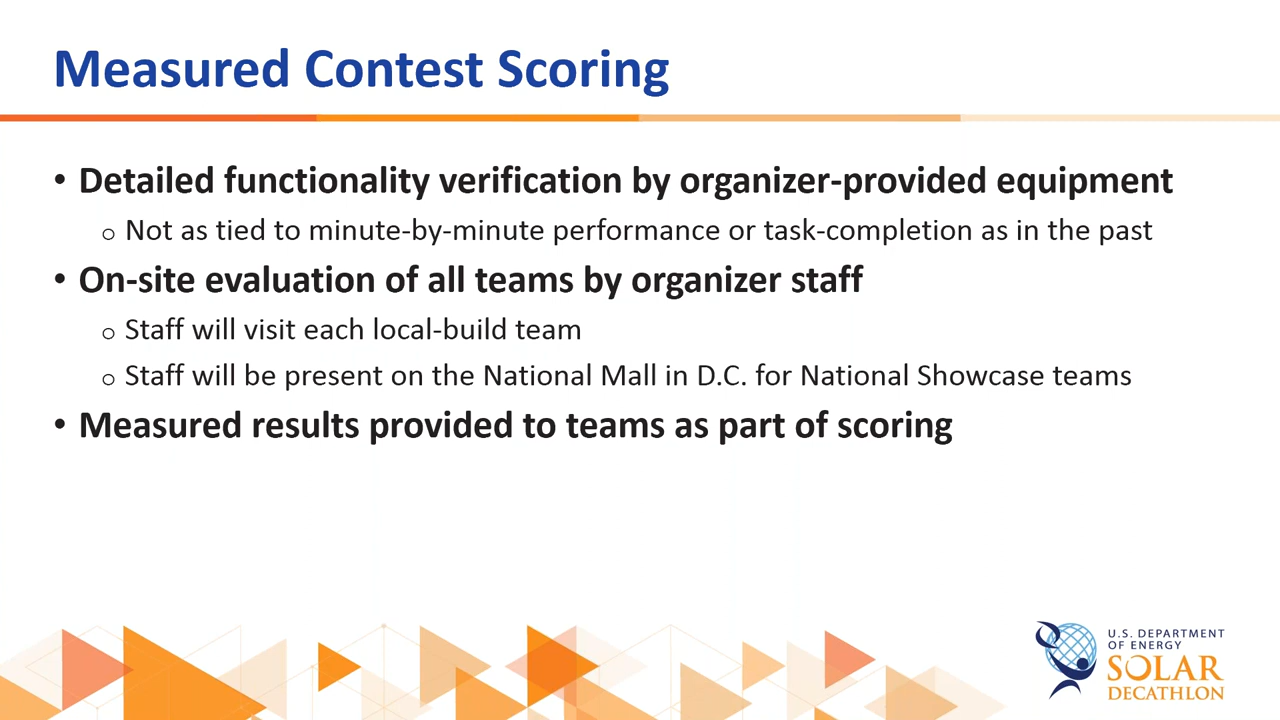 Measured Contest Scoring
• Detailed functionality verification by organizer-provided equipment
o Not as tied to minute-by-minute performance or task-completion as in the past
• On-site evaluation of all teams by organizer staff
o Staff will visit each local-build team
o Staff will be present on the National Mall in D.C. for National Showcase teams
• Measured results provided to teams as part of scoring
U.S. DEPARTMENT
OF ENERGY
SOLAR
DECATHLON